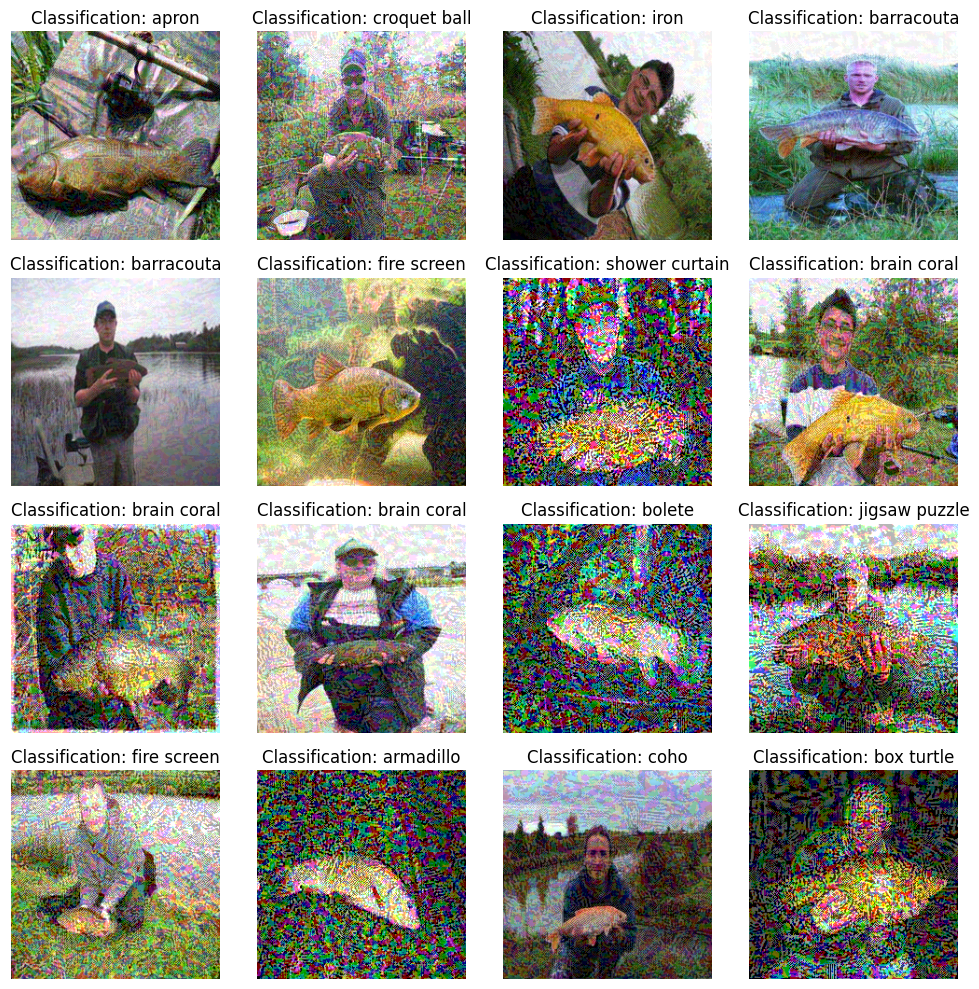 Classification: apron
Classification: croquet ball
Classification: iron
Classification: barracouta
Classification: barracouta
Classification: fire screen
Classification: shower curtain
Classification: brain coral
Classification: brain coral
Classification: brain coral
Classification: bolete
Classification: jigsaw puzzle
Classification: fire screen
Classification: armadillo
Classification: coho
Classification: box turtle